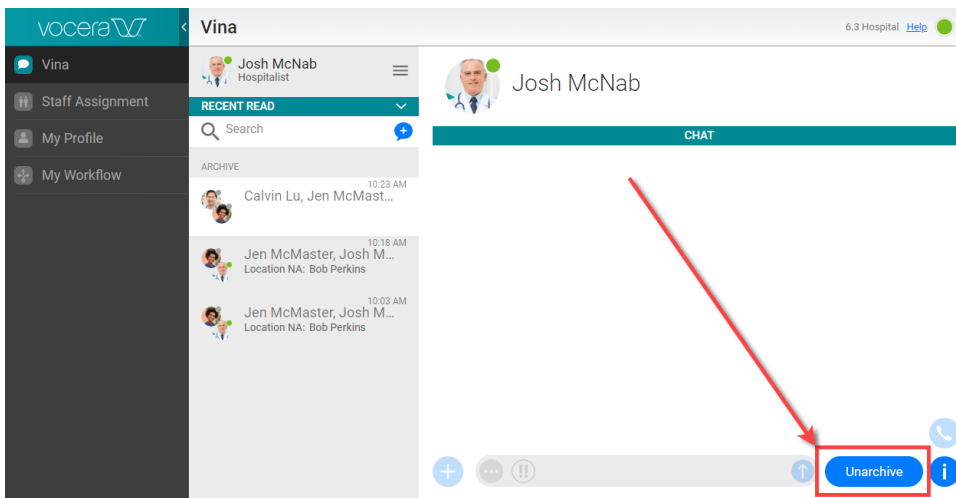 vocera
Vina
6.3 Hospital Help
Vina
Staff Assignment
My Profile
My Workflow
Josh McNab
Hospitalist
RECENT READ
Search
ARCHIVE
10:23 AM
Calvin Lu, Jen McMast...
10:18 AM
Jen McMaster, Josh M...
Location NA: Bob Perkins
10:03 AM
Jen McMaster, Josh M...
Location NA: Bob Perkins
Josh McNab
CHAT
!!
Unarchive
i